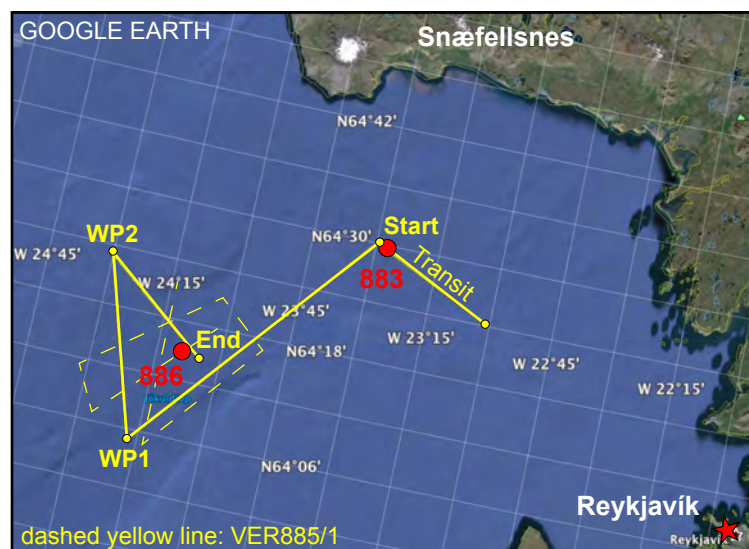 GOOGLE EARTH
Snæfellsnes
N64°42'
Start
WP2
N64°30'
W 24°45'
Transit
W 24°15'
883
W 23°45'
End
W 23°15'
N64°18'
886
W 22°45'
W 22°15'
WP1
N64°06'
Reykjavík
dashed yellow line: VER885/1